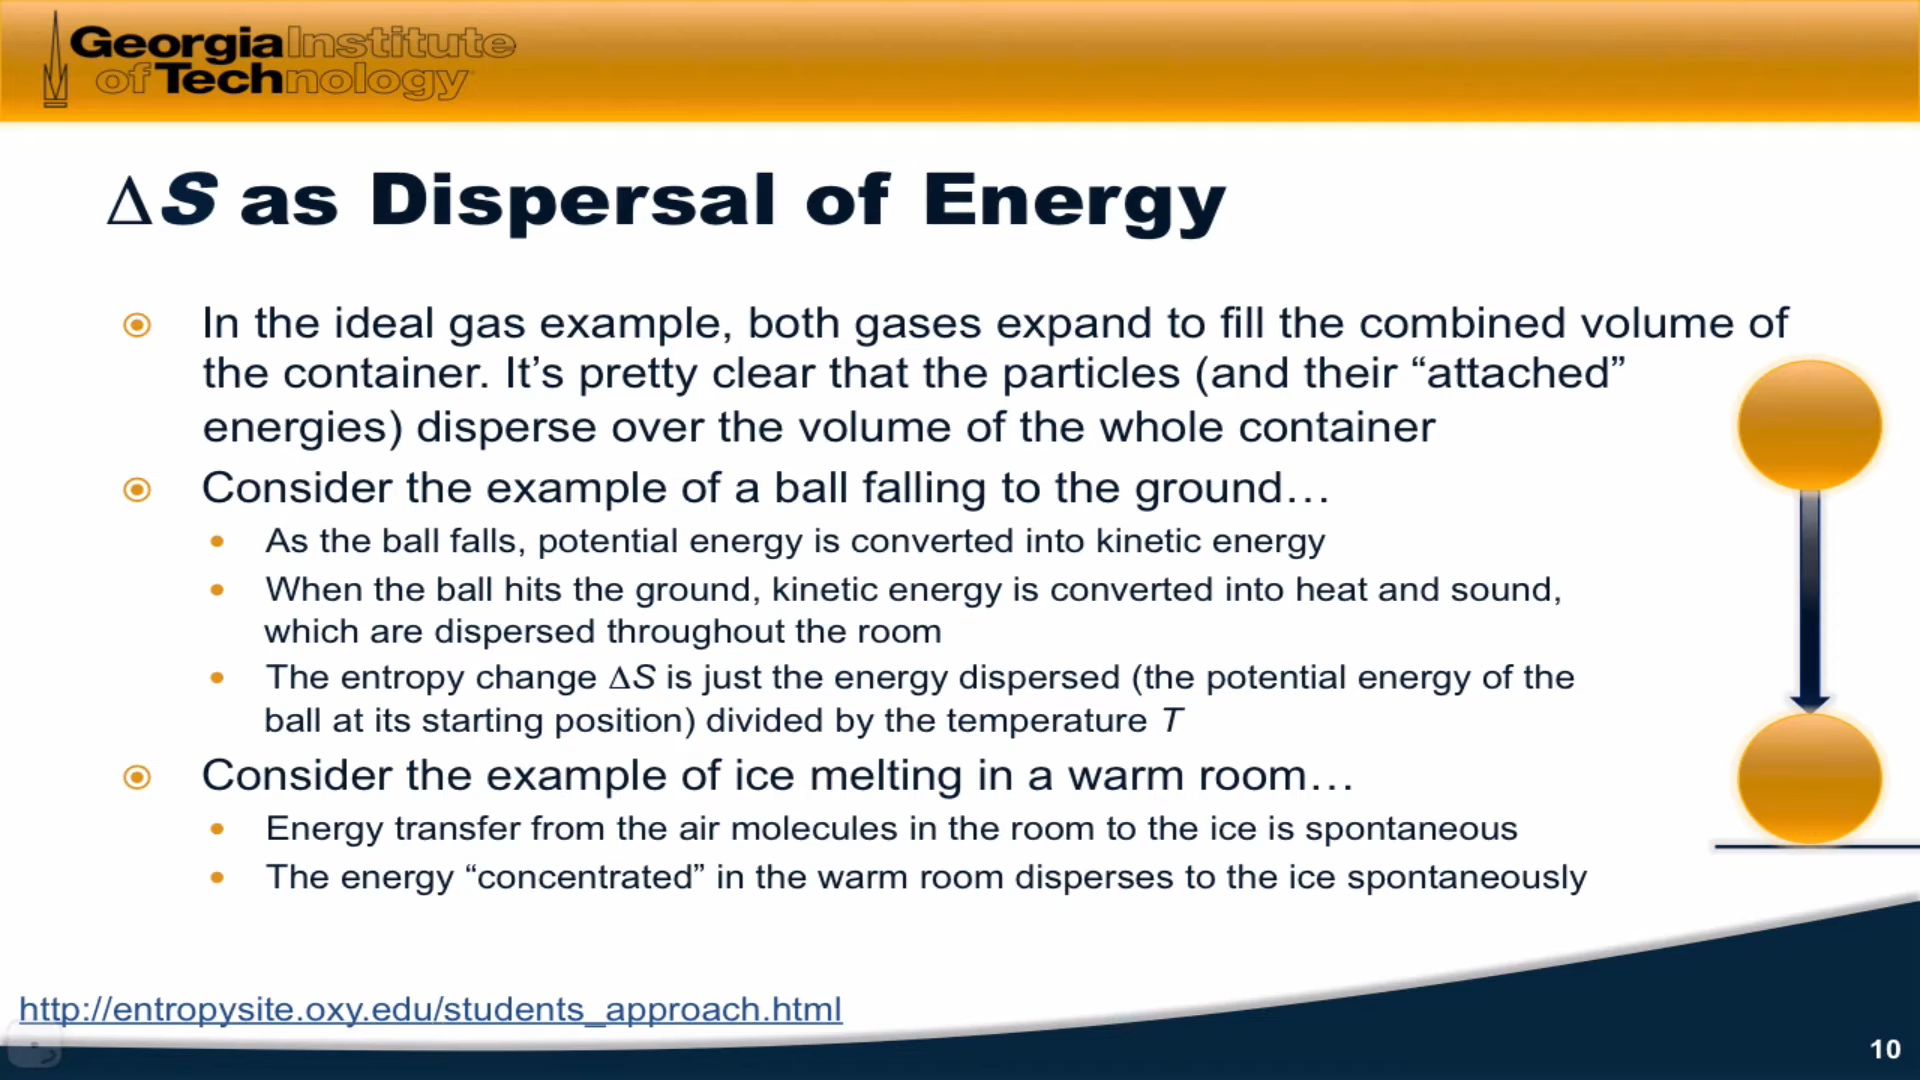 Georgia Institute
of Technology
ΔS as Dispersal of Energy
In the ideal gas example, both gases expand to fill the combined volume of
the container. It’s pretty clear that the particles (and their “attached”
energies) disperse over the volume of the whole container
Consider the example of a ball falling to the ground…
As the ball falls, potential energy is converted into kinetic energy
When the ball hits the ground, kinetic energy is converted into heat and sound,
which are dispersed throughout the room
The entropy change ΔS is just the energy dispersed (the potential energy of the
ball at its starting position) divided by the temperature T
Consider the example of ice melting in a warm room…
Energy transfer from the air molecules in the room to the ice is spontaneous
The energy “concentrated” in the warm room disperses to the ice spontaneously
http://entropysite.oxy.edu/students_approach.html
10